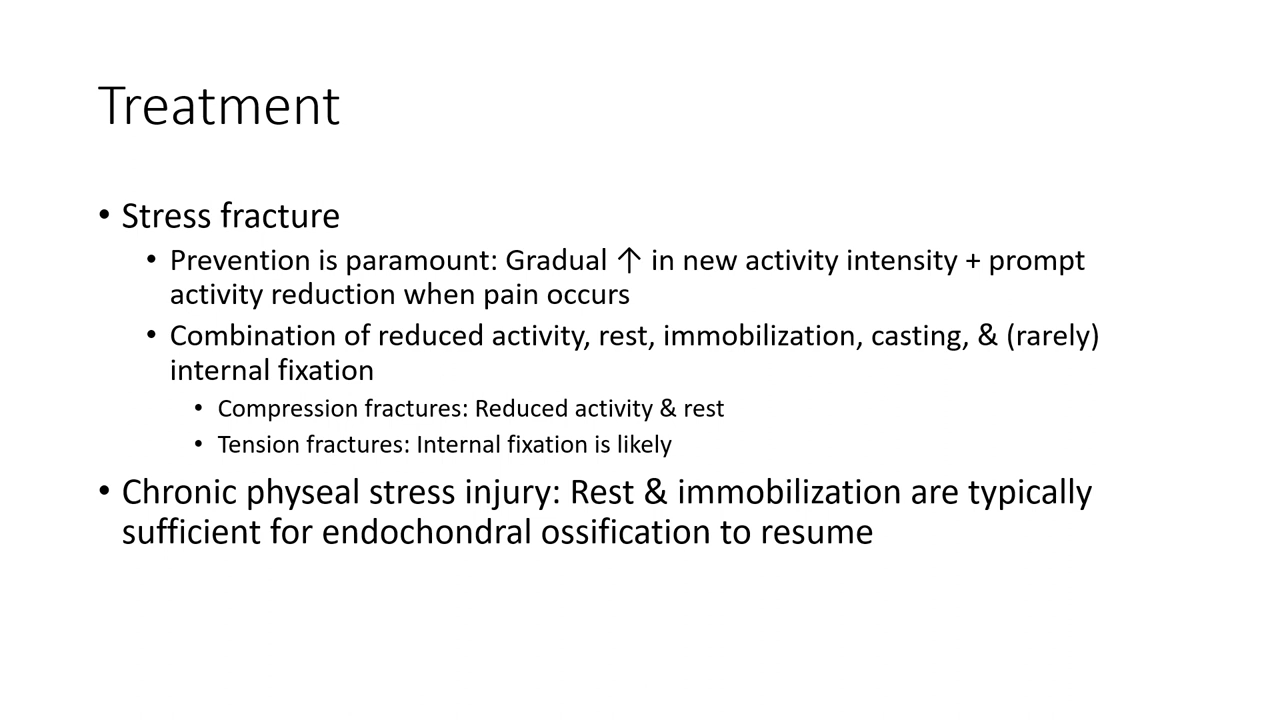 Treatment
• Stress fracture
• Prevention is paramount: Gradual ↑ in new activity intensity + prompt
activity reduction when pain occurs
• Combination of reduced activity, rest, immobilization, casting, & (rarely)
internal fixation
• Compression fractures: Reduced activity & rest
• Tension fractures: Internal fixation is likely
• Chronic physeal stress injury: Rest & immobilization are typically
sufficient for endochondral ossification to resume